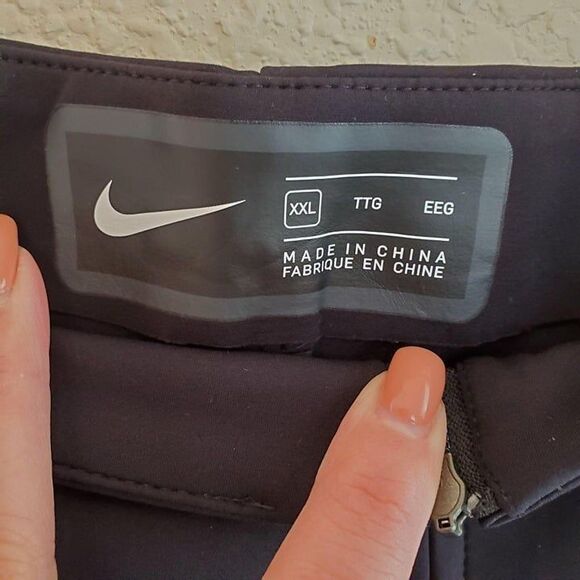 XXL TTG EEG
MADE IN CHINA
FABRIQUE EN CHINE